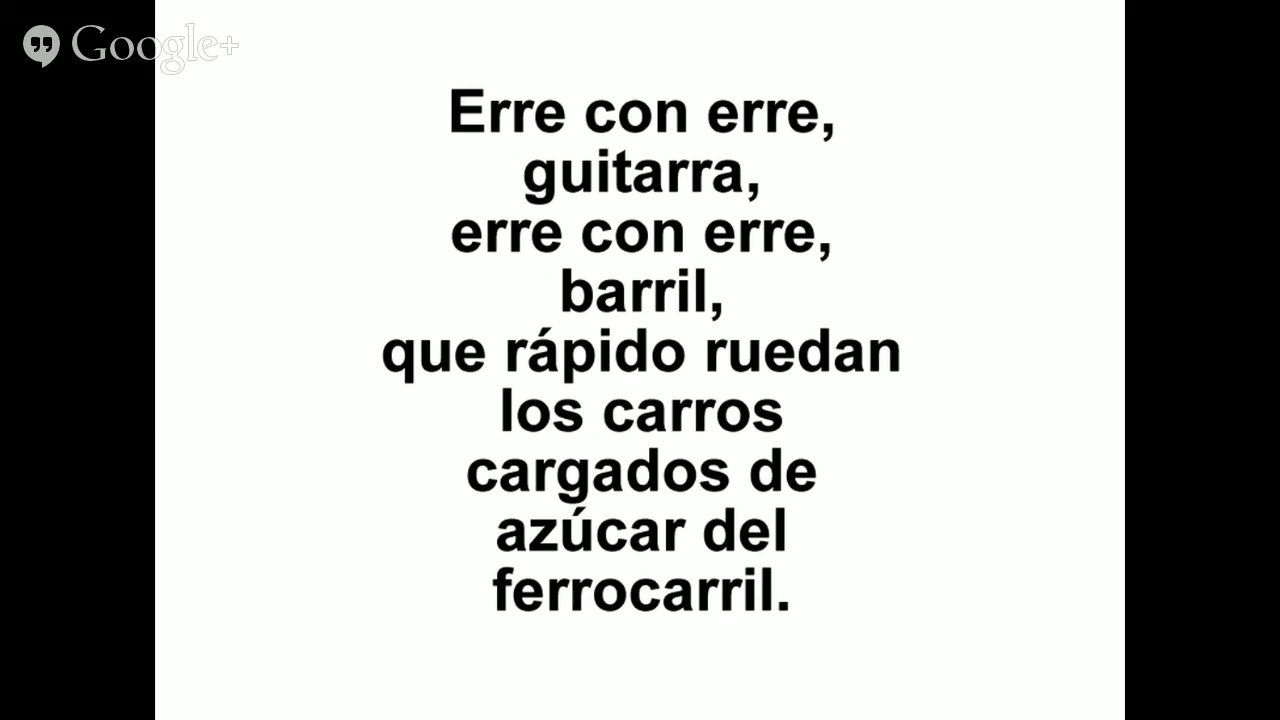 Google+
Erre con erre,
guitarra,
erre con erre,
barril,
que rápido ruedan
los carros
cargados de
azúcar del
ferrocarril.